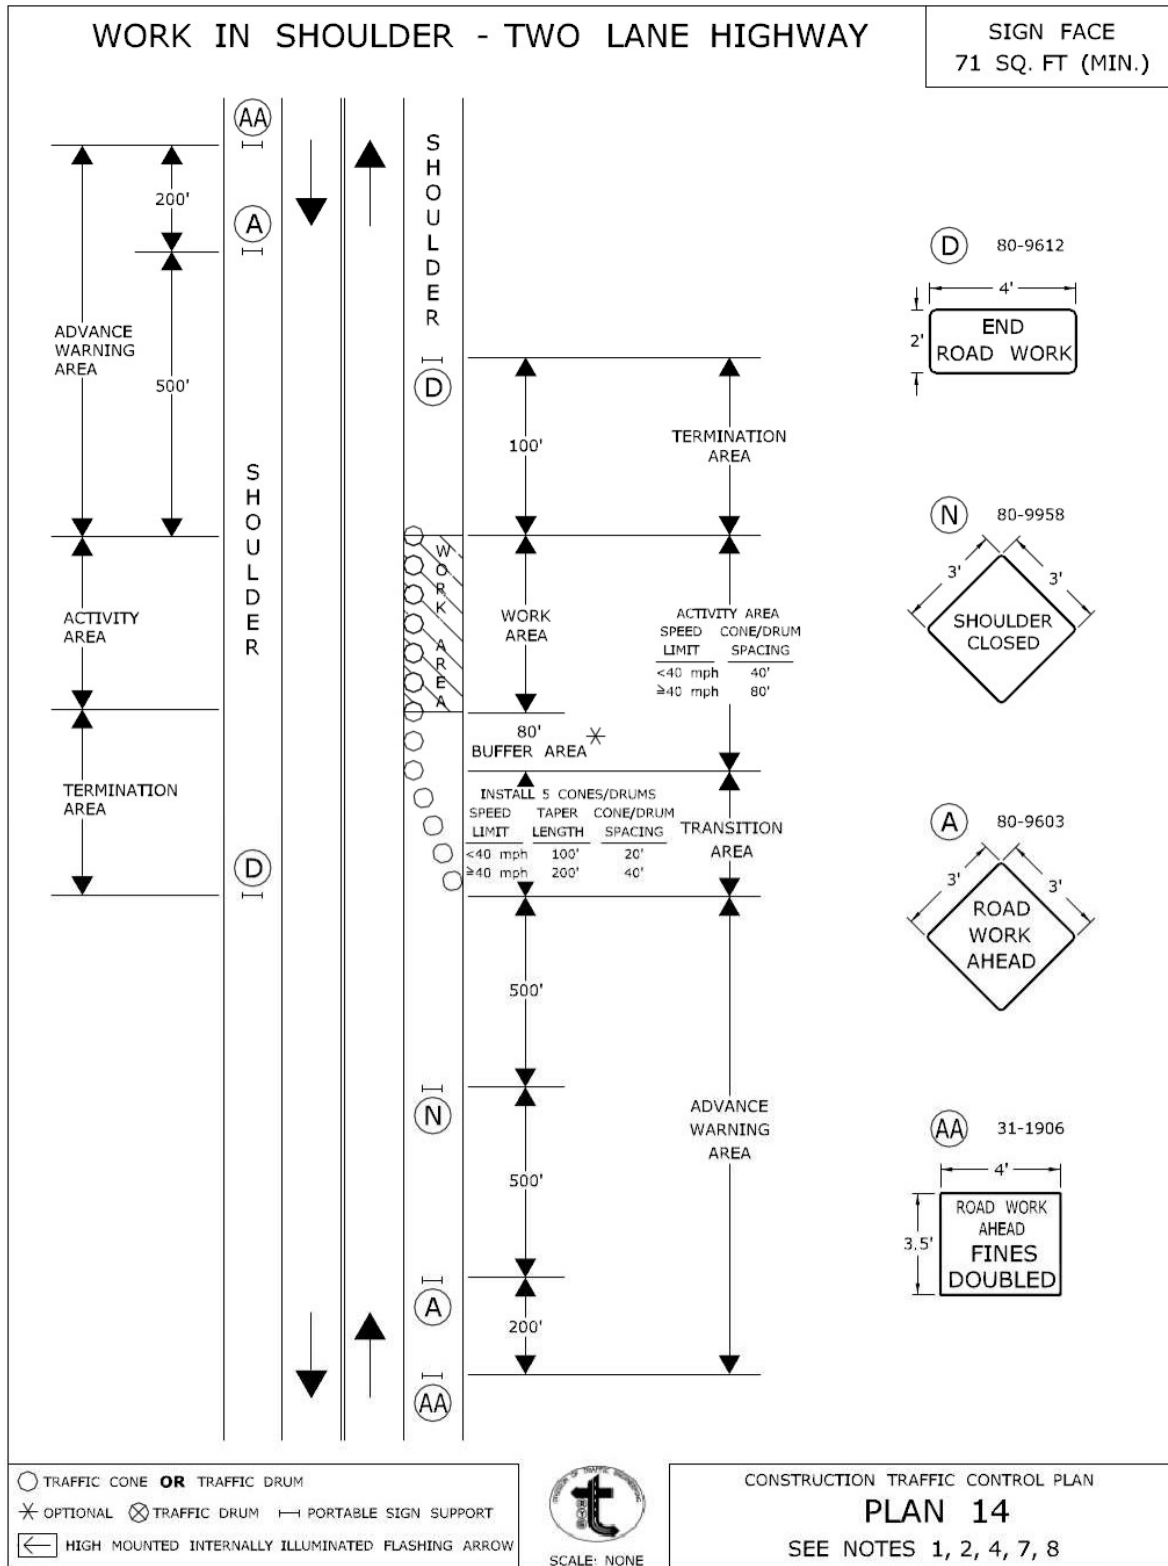 WORK IN SHOULDER - TWO LANE HIGHWAY
SIGN FACE
71 SQ. FT (MIN.)
AA
200'
A
ADVANCE
WARNING
AREA
500'
SHOULDER
ACTIVITY
AREA
TERMINATION
AREA
D
SHOULDER
D
100'
TERMINATION
AREA
WORK AREA
WORK
AREA
ACTIVITY AREA
SPEED CONE/DRUM
LIMIT SPACING
<40 mph 40'
≥40 mph 80'
80'
BUFFER AREA *
INSTALL 5 CONES/DRUMS
SPEED TAPER CONE/DRUM
LIMIT LENGTH SPACING
<40 mph 100' 20'
≥40 mph 200' 40'
TRANSITION
AREA
500'
N
500'
ADVANCE
WARNING
AREA
A
200'
AA
D 80-9612
4'
2'
END
ROAD WORK
N 80-9958
3' 3'
SHOULDER
CLOSED
A 80-9603
3' 3'
ROAD
WORK
AHEAD
AA 31-1906
4'
3.5'
ROAD WORK
AHEAD
FINES
DOUBLED
TRAFFIC CONE OR TRAFFIC DRUM
* OPTIONAL TRAFFIC DRUM PORTABLE SIGN SUPPORT
HIGH MOUNTED INTERNALLY ILLUMINATED FLASHING ARROW
DIVISION OF TRAFFIC ENGINEERING
t
SCALE: NONE
CONSTRUCTION TRAFFIC CONTROL PLAN
PLAN 14
SEE NOTES 1, 2, 4, 7, 8